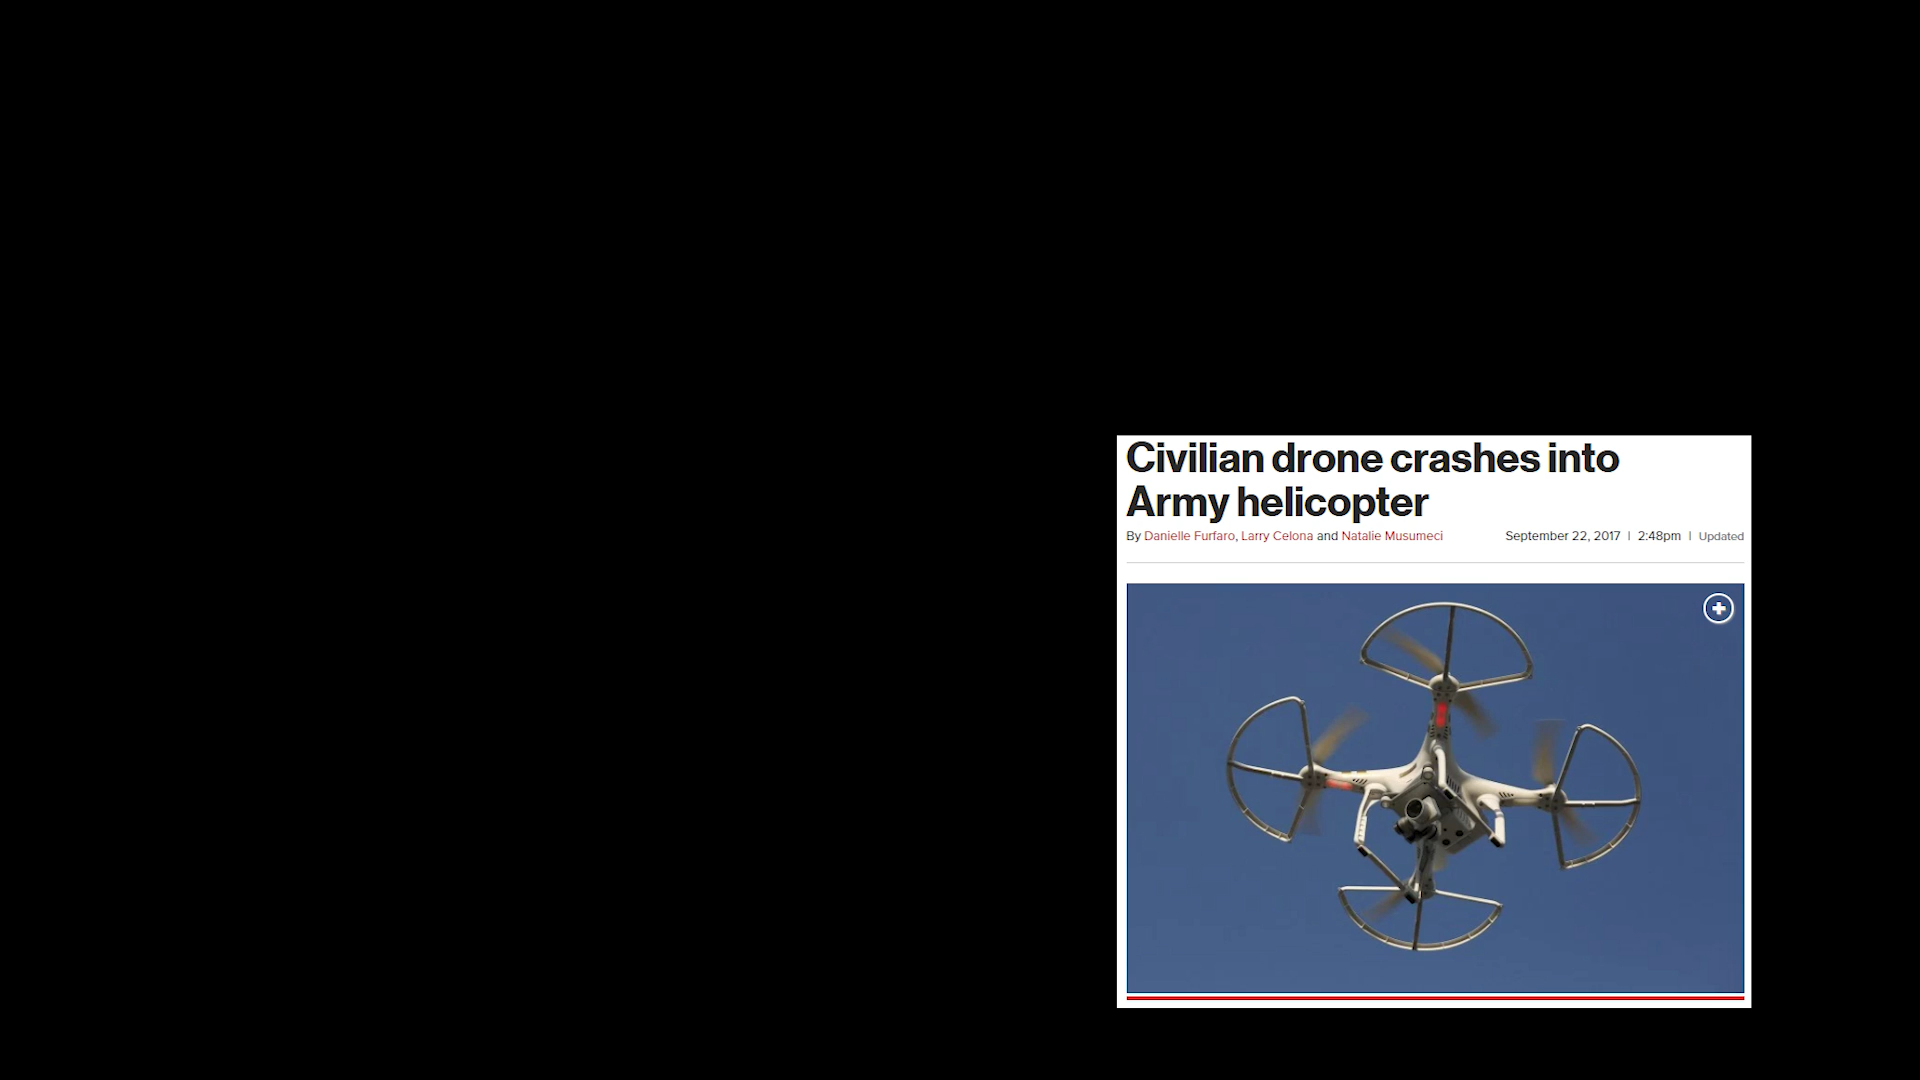 Civilian drone crashes into
Army helicopter
By Danielle Furfaro, Larry Celona and Natalie Musumeci September 22, 2017 | 2:48pm | Updated